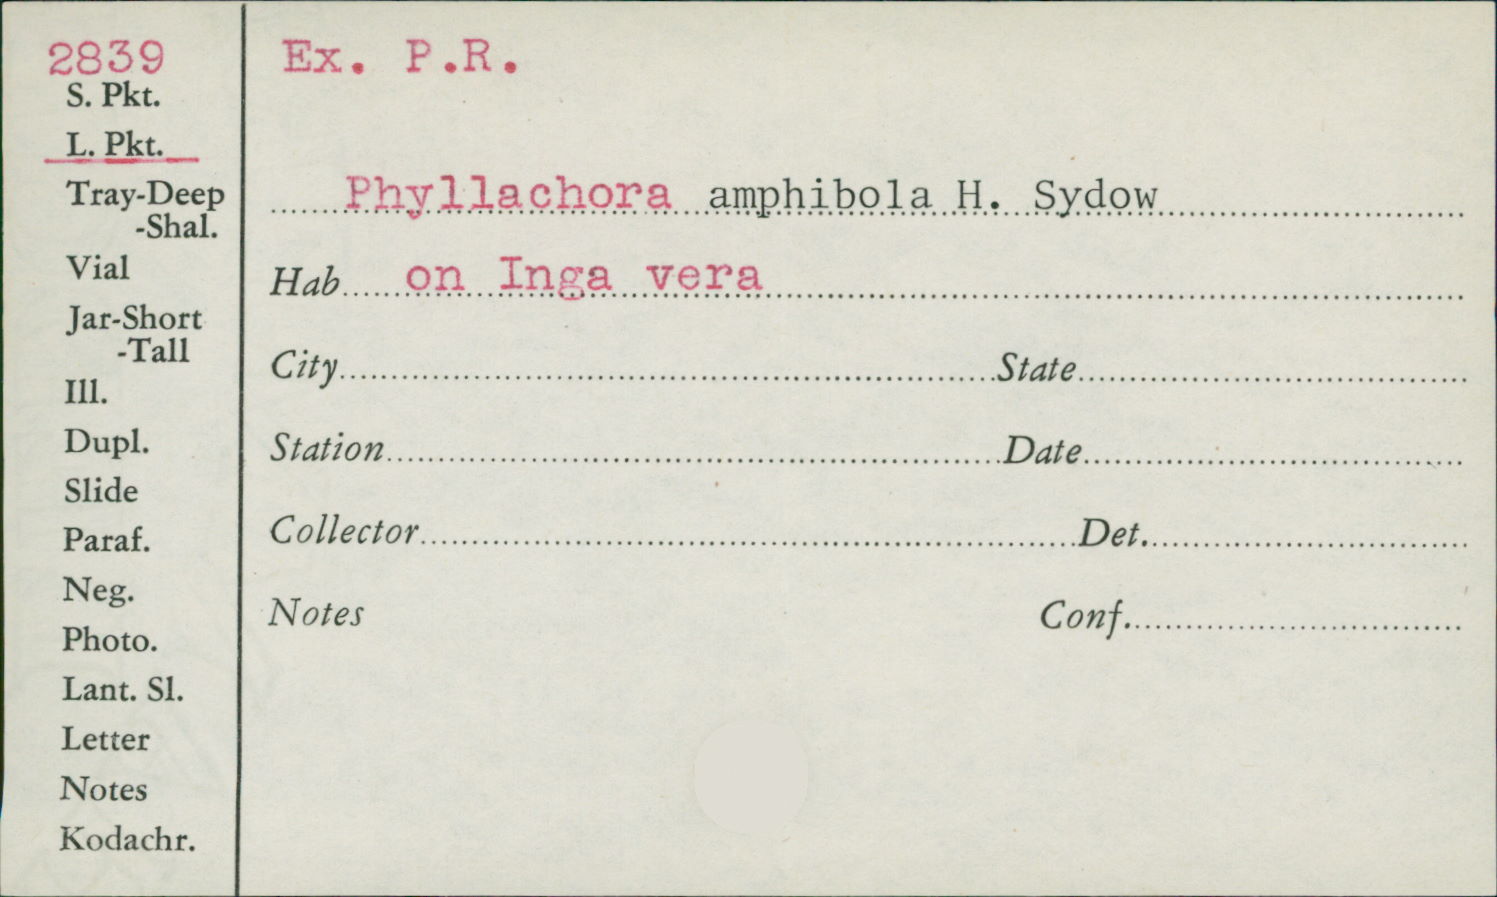 2839
S. Pkt.
L. Pkt.
Tray-Deep
-Shal.
Vial
Jar-Short
-Tall
Ill.
Dupl.
Slide
Paraf.
Neg.
Photo.
Lant. Sl.
Letter
Notes
Kodachr.
Ex. P.R.
Phyllachora amphibola H. Sydow
Hab on Inga vera
City State
Station Date
Collector Det.
Notes Conf.